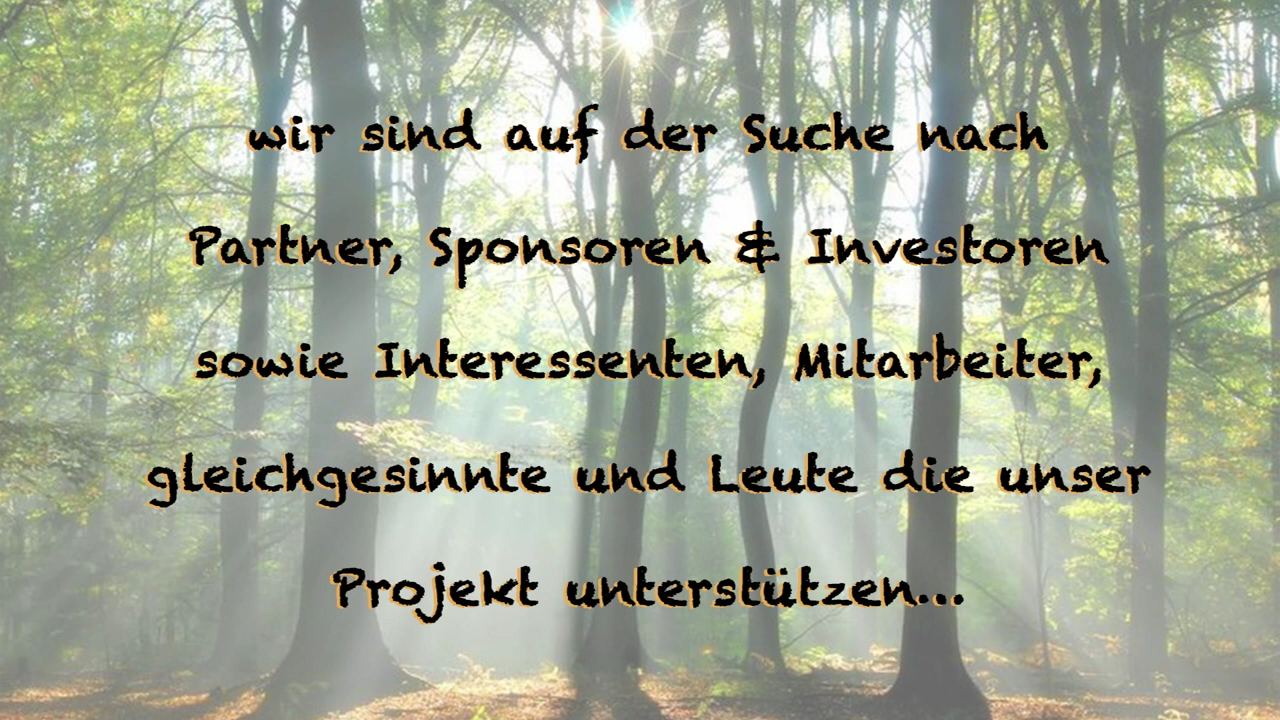 wir sind auf der Suche nach
Partner, Sponsoren & Investoren
sowie Interessenten, Mitarbeiter,
gleichgesinnte und Leute die unser
Projekt unterstützen...